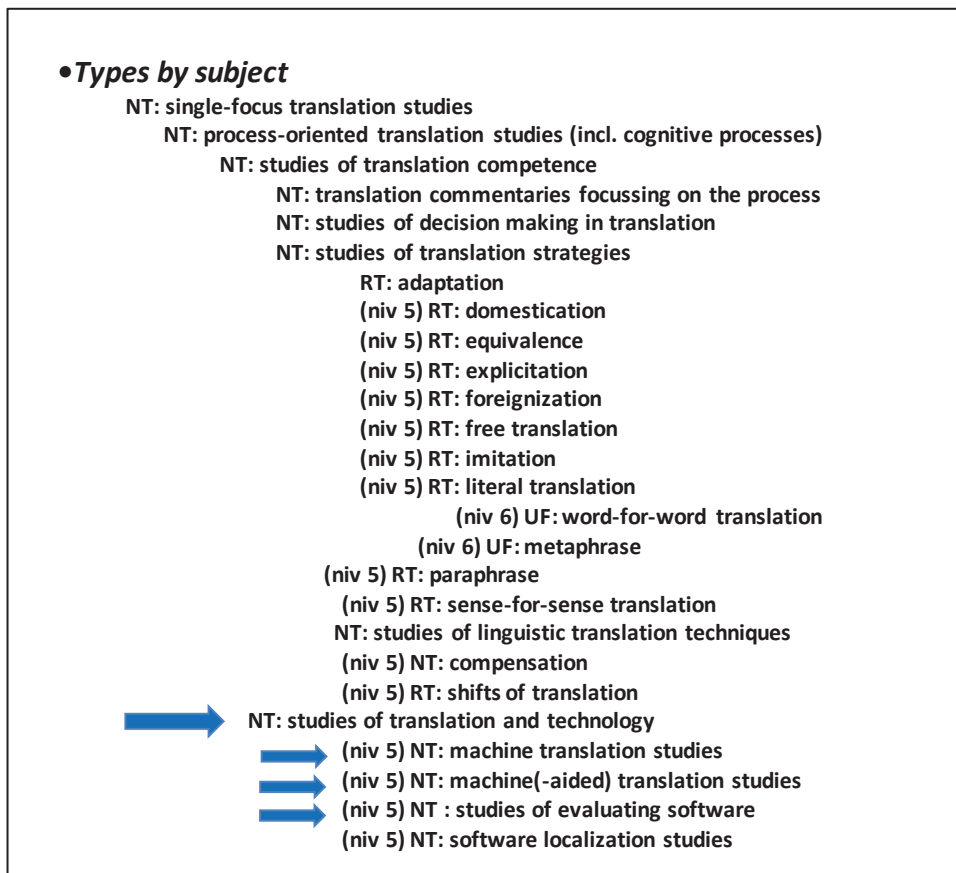 •Types by subject
NT: single-focus translation studies
NT: process-oriented translation studies (incl. cognitive processes)
NT: studies of translation competence
NT: translation commentaries focussing on the process
NT: studies of decision making in translation
NT: studies of translation strategies
RT: adaptation
(niv 5) RT: domestication
(niv 5) RT: equivalence
(niv 5) RT: explicitation
(niv 5) RT: foreignization
(niv 5) RT: free translation
(niv 5) RT: imitation
(niv 5) RT: literal translation
(niv 6) UF: word-for-word translation
(niv 6) UF: metaphrase
(niv 5) RT: paraphrase
(niv 5) RT: sense-for-sense translation
NT: studies of linguistic translation techniques
(niv 5) NT: compensation
(niv 5) RT: shifts of translation
NT: studies of translation and technology
(niv 5) NT: machine translation studies
(niv 5) NT: machine(-aided) translation studies
(niv 5) NT : studies of evaluating software
(niv 5) NT: software localization studies